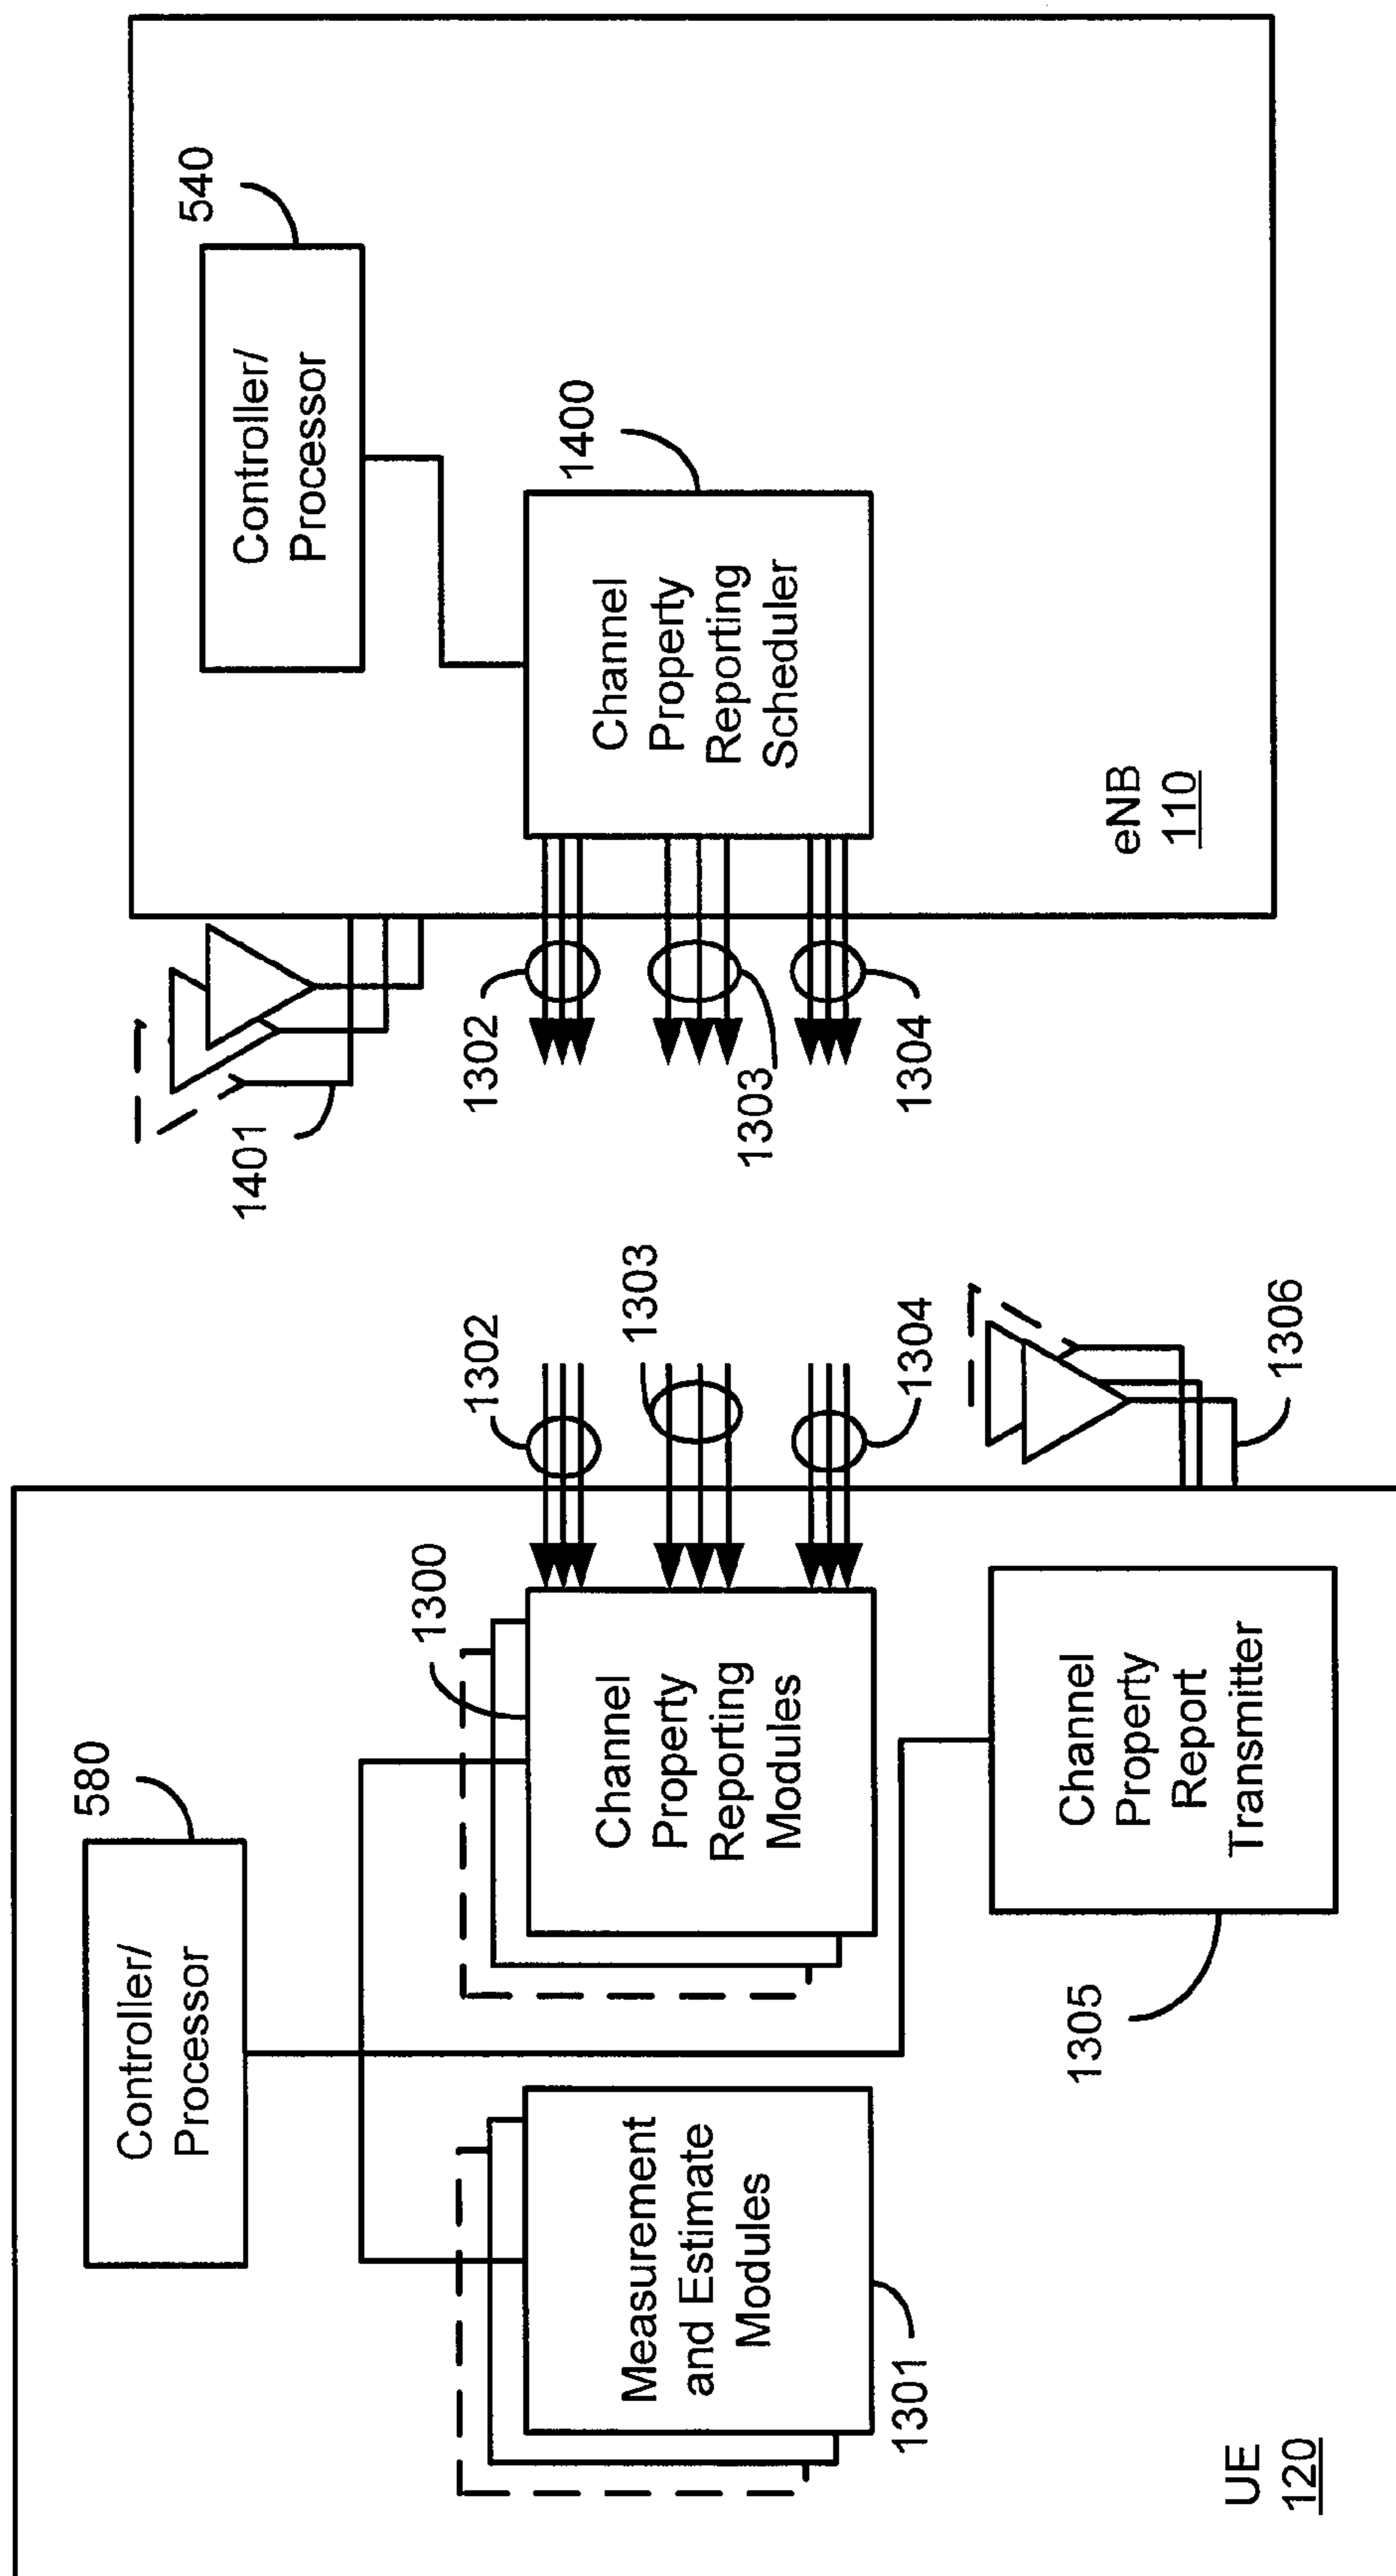 580
Controller/
Processor
1300
Channel
Property
Reporting
Modules
Measurement
and Estimate
Modules
1301
1302
1303
1304
1305
Channel
Property
Report
Transmitter
1306
UE
120
540
Controller/
Processor
1401
1400
Channel
Property
Reporting
Scheduler
1302
1303
1304
eNB
110